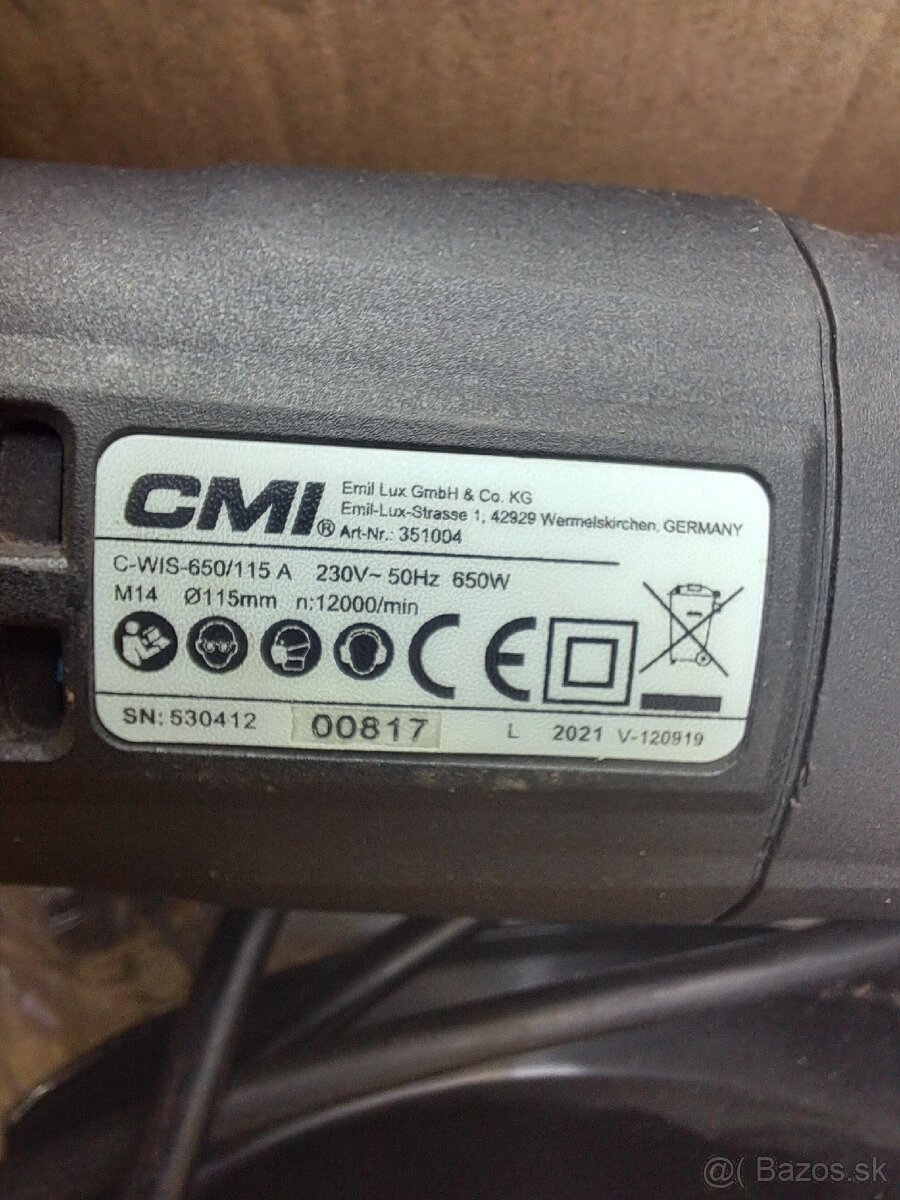 CMI®
Emil Lux GmbH & Co. KG
Emil-Lux-Strasse 1, 42929 Wermelskirchen, GERMANY
Art-Nr.: 351004
C-WIS-650/115 A 230V~ 50Hz 650W
M14 Ø115mm n:12000/min
CE
SN: 530412 00817 L 2021 V-120919
@( Bazos.sk